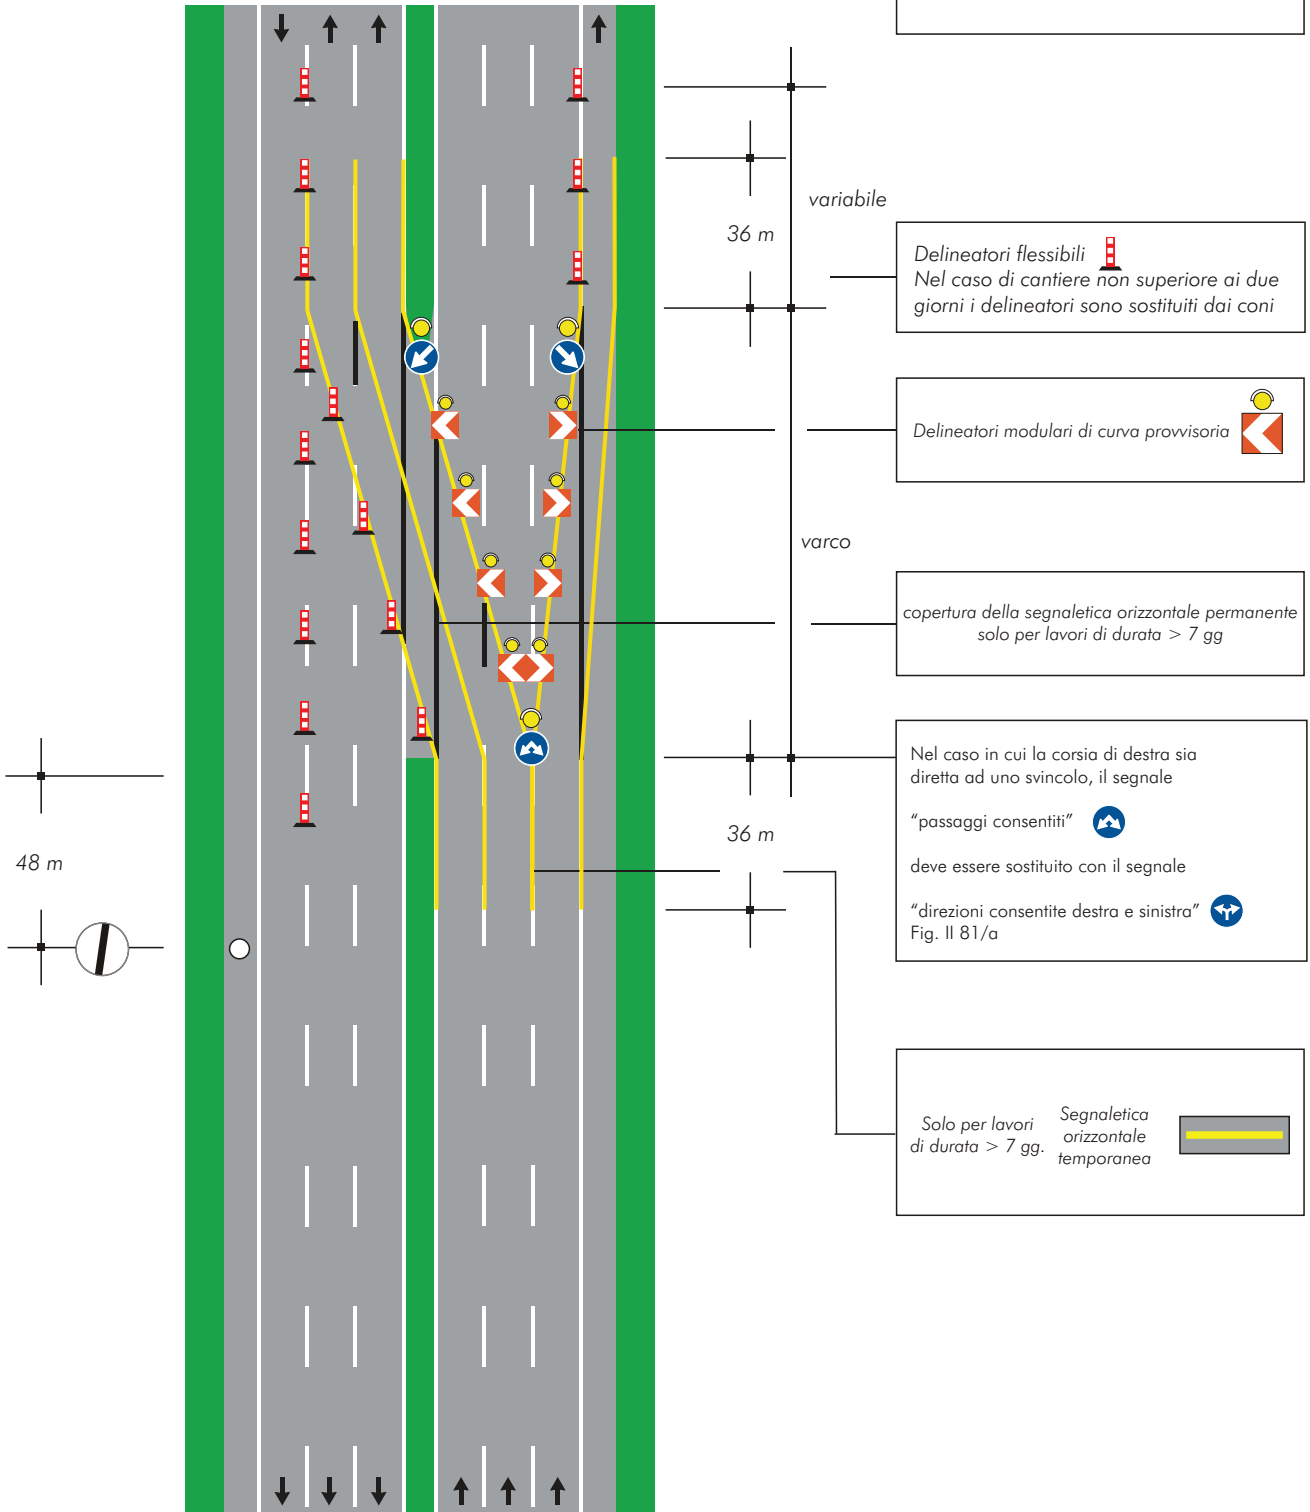 variabile
36 m
Delineatori flessibili
Nel caso di cantiere non superiore ai due
giorni i delineatori sono sostituiti dai coni
Delineatori modulari di curva provvisoria
varco
copertura della segnaletica orizzontale permanente
solo per lavori di durata > 7 gg
Nel caso in cui la corsia di destra sia
diretta ad uno svincolo, il segnale
“passaggi consentiti”
deve essere sostituito con il segnale
“direzioni consentite destra e sinistra”
Fig. II 81/a
36 m
48 m
Solo per lavori
di durata > 7 gg.
Segnaletica
orizzontale
temporanea